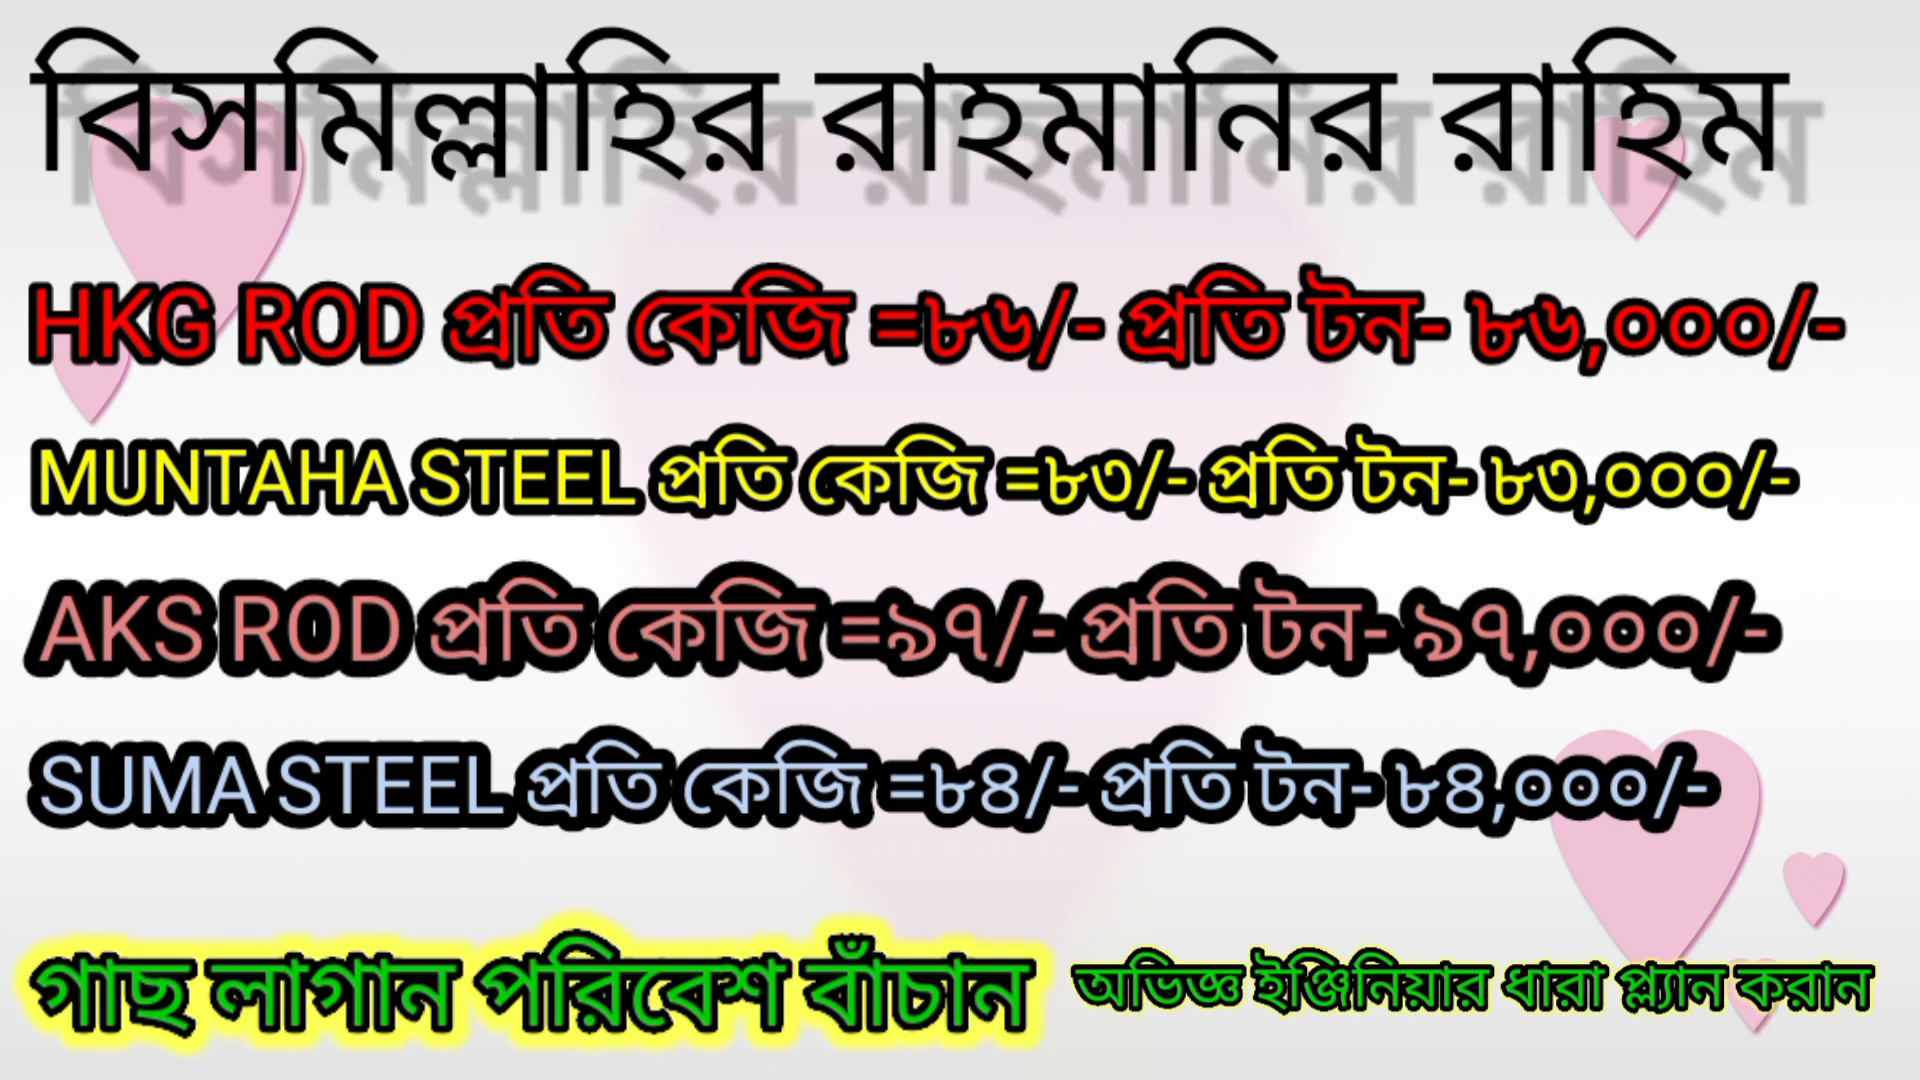 বিসমিল্লাহির রাহমানির রাহিম
HKG ROD প্রতি কেজি =৮৬/- প্রতি টন- ৮৬,০০০/-
MUNTAHA STEEL প্রতি কেজি =৮৩/- প্রতি টন- ৮৩,০০০/-
AKS ROD প্রতি কেজি =৯৭/- প্রতি টন- ৯৭,০০০/-
SUMA STEEL প্রতি কেজি =৮৪/- প্রতি টন- ৮৪,০০০/-
গাছ লাগান পরিবেশ বাঁচান
অভিজ্ঞ ইঞ্জিনিয়ার ধারা প্ল্যান করান